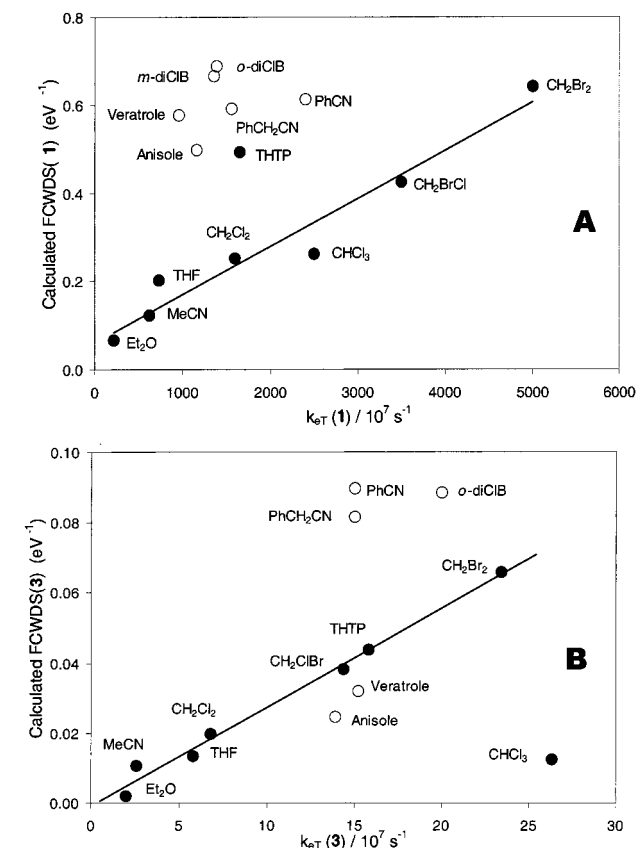 0.8
o-diClB
m-diClB
CH2Br2
PhCN
0.6
Veratrole
PhCH2CN
Anisole
THTP
Calculated FCWDS(1) (eV -1)
0.4
CH2BrCl
A
CH2Cl2
CHCl3
THF
0.2
MeCN
Et2O
0.0
0 1000 2000 3000 4000 5000 6000
keT (1) / 10^7 s-1
0.10
PhCN o-diClB
PhCH2CN
0.08
CH2Br2
0.06
THTP
Calculated FCWDS(3) (eV -1)
CH2ClBr
B
0.04
Veratrole
Anisole
CH2Cl2
0.02
MeCN
THF
CHCl3
Et2O
0.00
0 5 10 15 20 25 30
keT (3) / 10^7 s-1